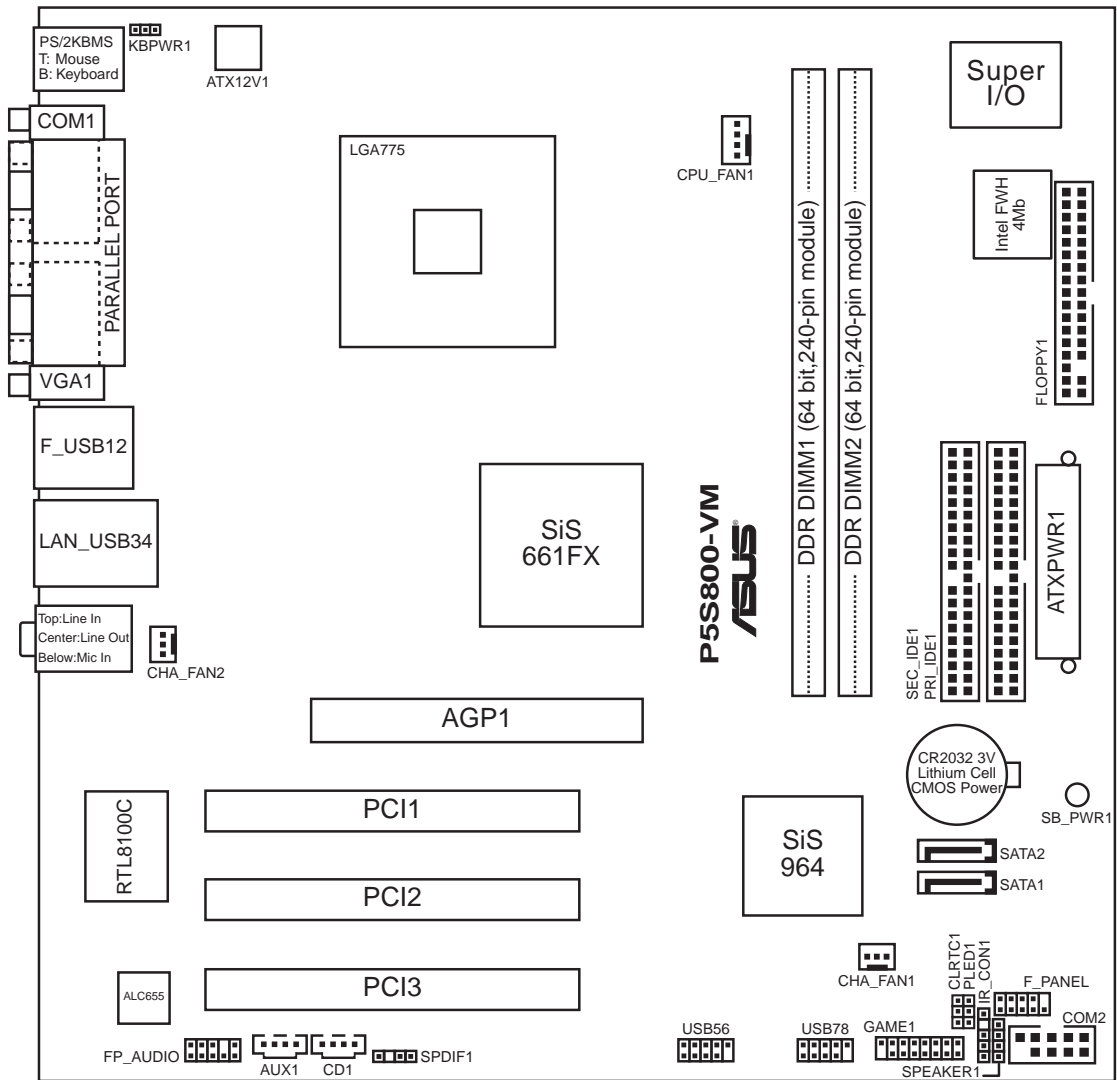 PS/2KBMS
T: Mouse
B: Keyboard
KBPWR1
ATX12V1
Super
I/O
COM1
LGA775
CPU_FAN1
PARALLEL PORT
Intel FWH
4Mb
FLOPPY1
DDR DIMM1 (64 bit,240-pin module)
DDR DIMM2 (64 bit,240-pin module)
VGA1
F_USB12
LAN_USB34
SiS
661FX
P5S800-VM
ASUS®
SEC_IDE1
PRI_IDE1
ATXPWR1
Top:Line In
Center:Line Out
Below:Mic In
CHA_FAN2
AGP1
CR2032 3V
Lithium Cell
CMOS Power
SB_PWR1
RTL8100C
PCI1
SiS
964
SATA2
SATA1
PCI2
CHA_FAN1
CLRTC1
PLED1
IR_CON1
F_PANEL
ALC655
PCI3
COM2
FP_AUDIO
AUX1
CD1
SPDIF1
USB56
USB78
GAME1
SPEAKER1